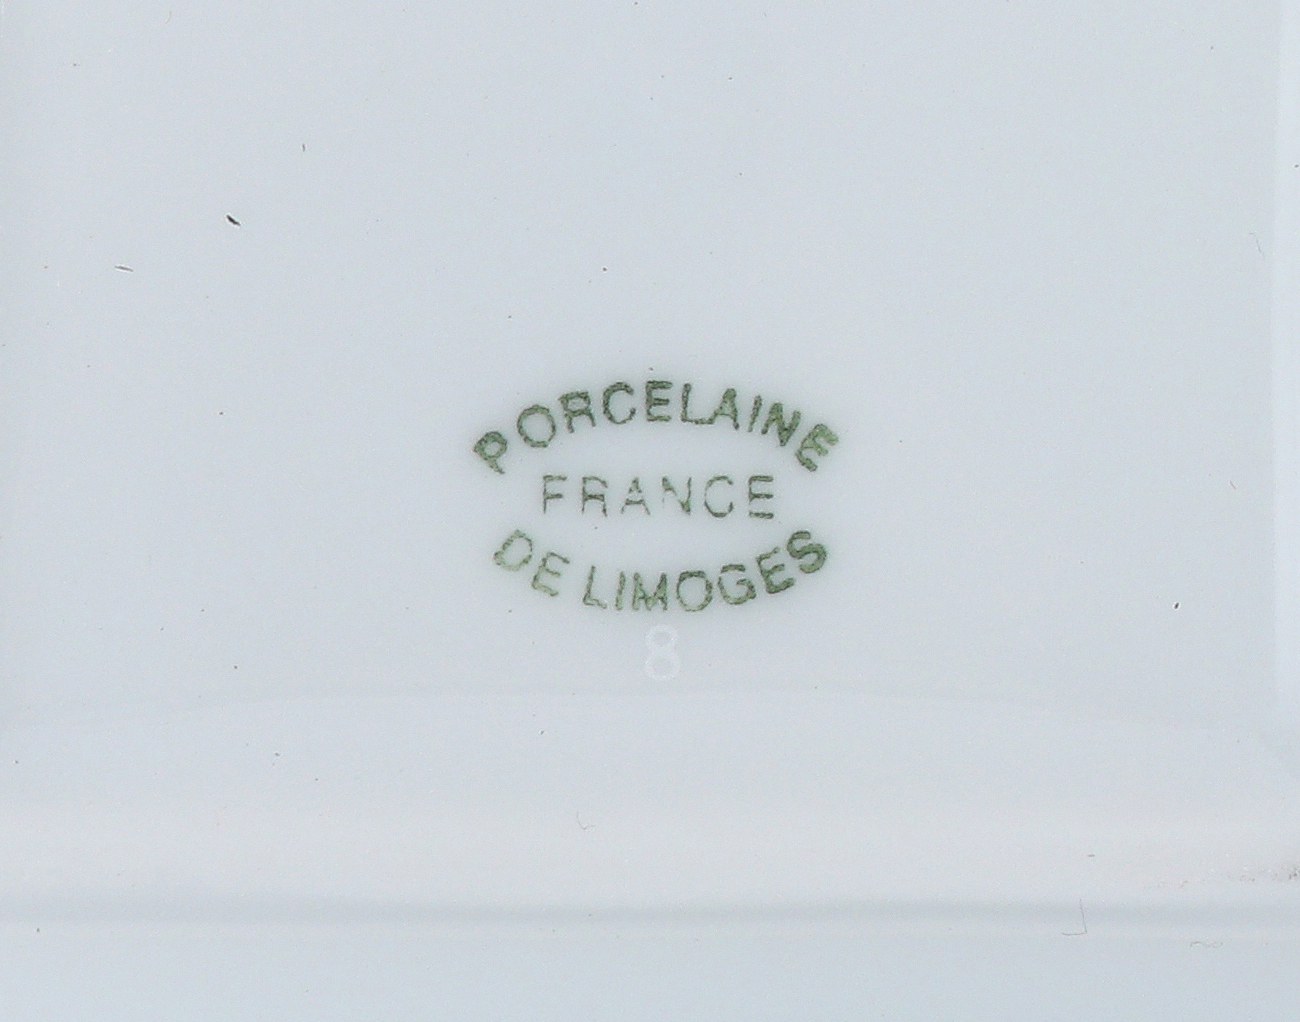 PORCELAINE
FRANCE
DE LIMOGES
8